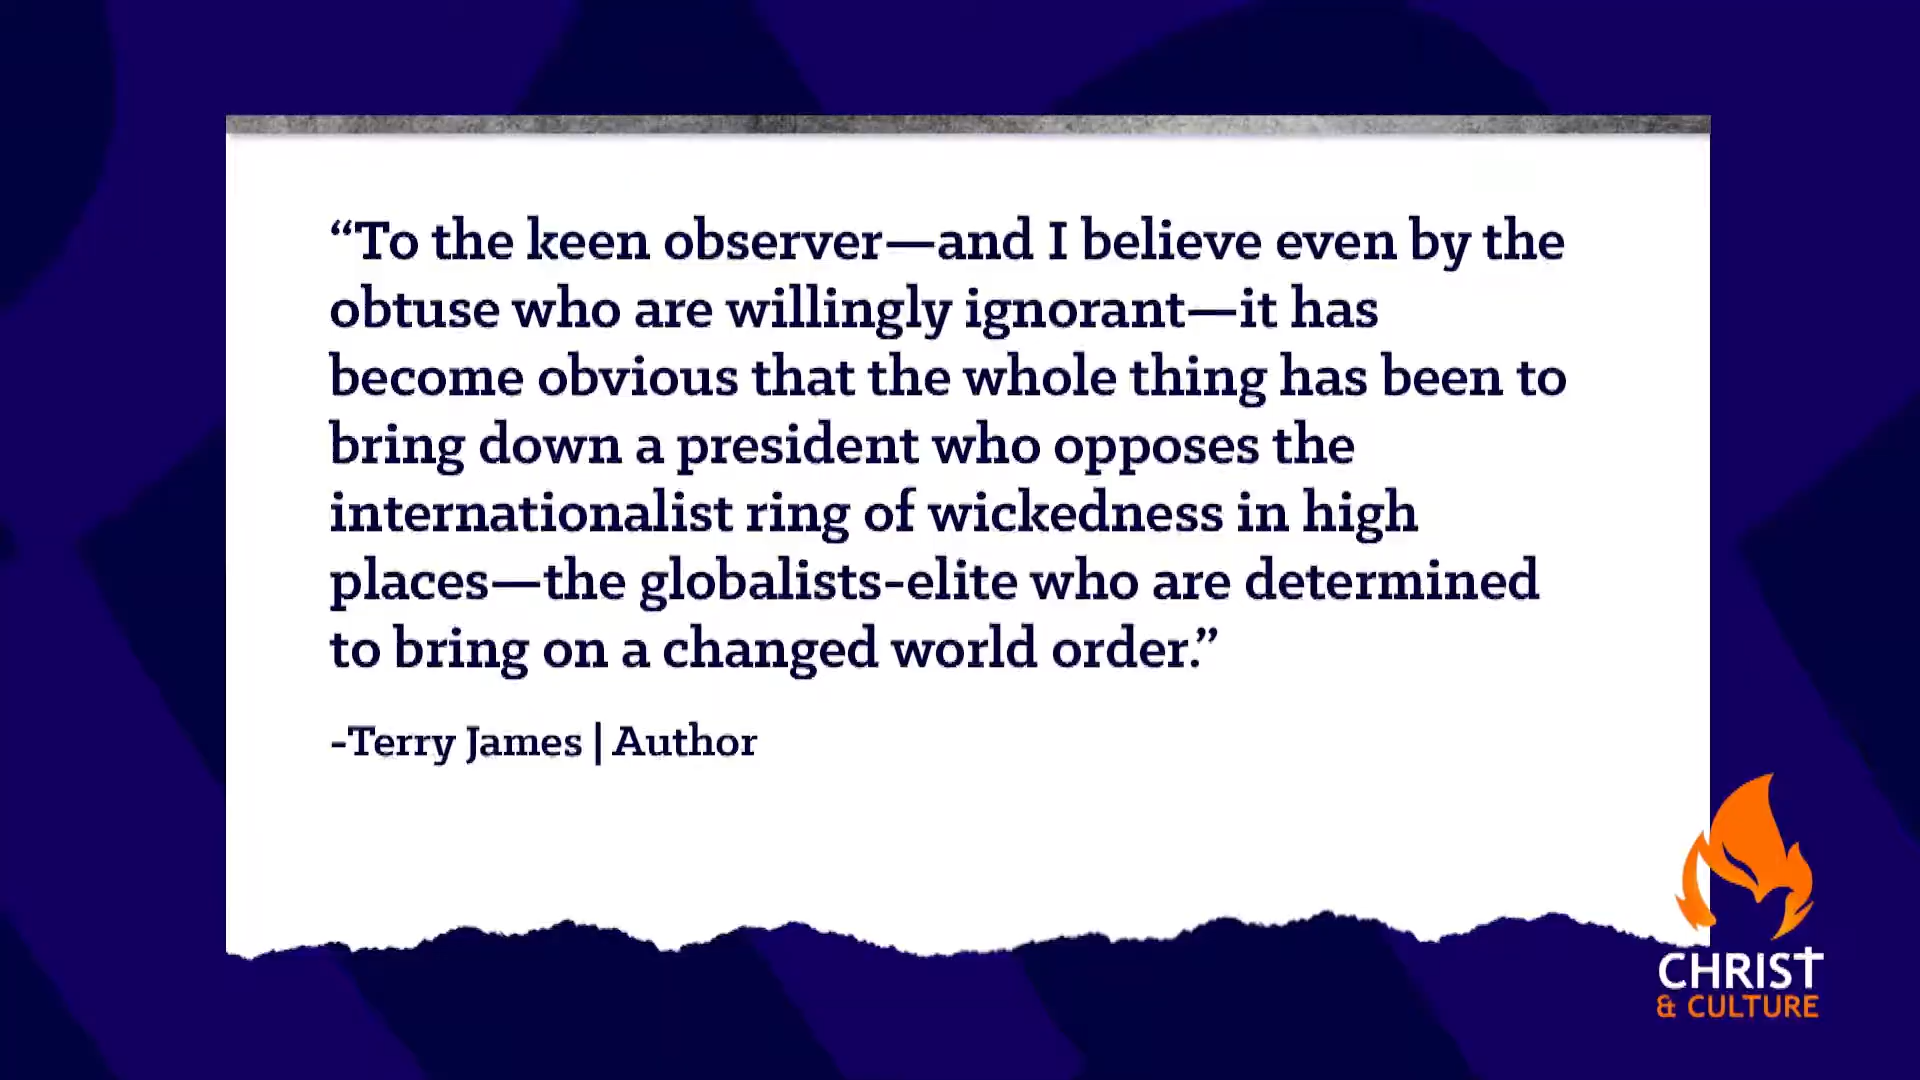 “To the keen observer—and I believe even by the
obtuse who are willingly ignorant—it has
become obvious that the whole thing has been to
bring down a president who opposes the
internationalist ring of wickedness in high
places—the globalists-elite who are determined
to bring on a changed world order.”
-Terry James | Author
CHRIST
& CULTURE